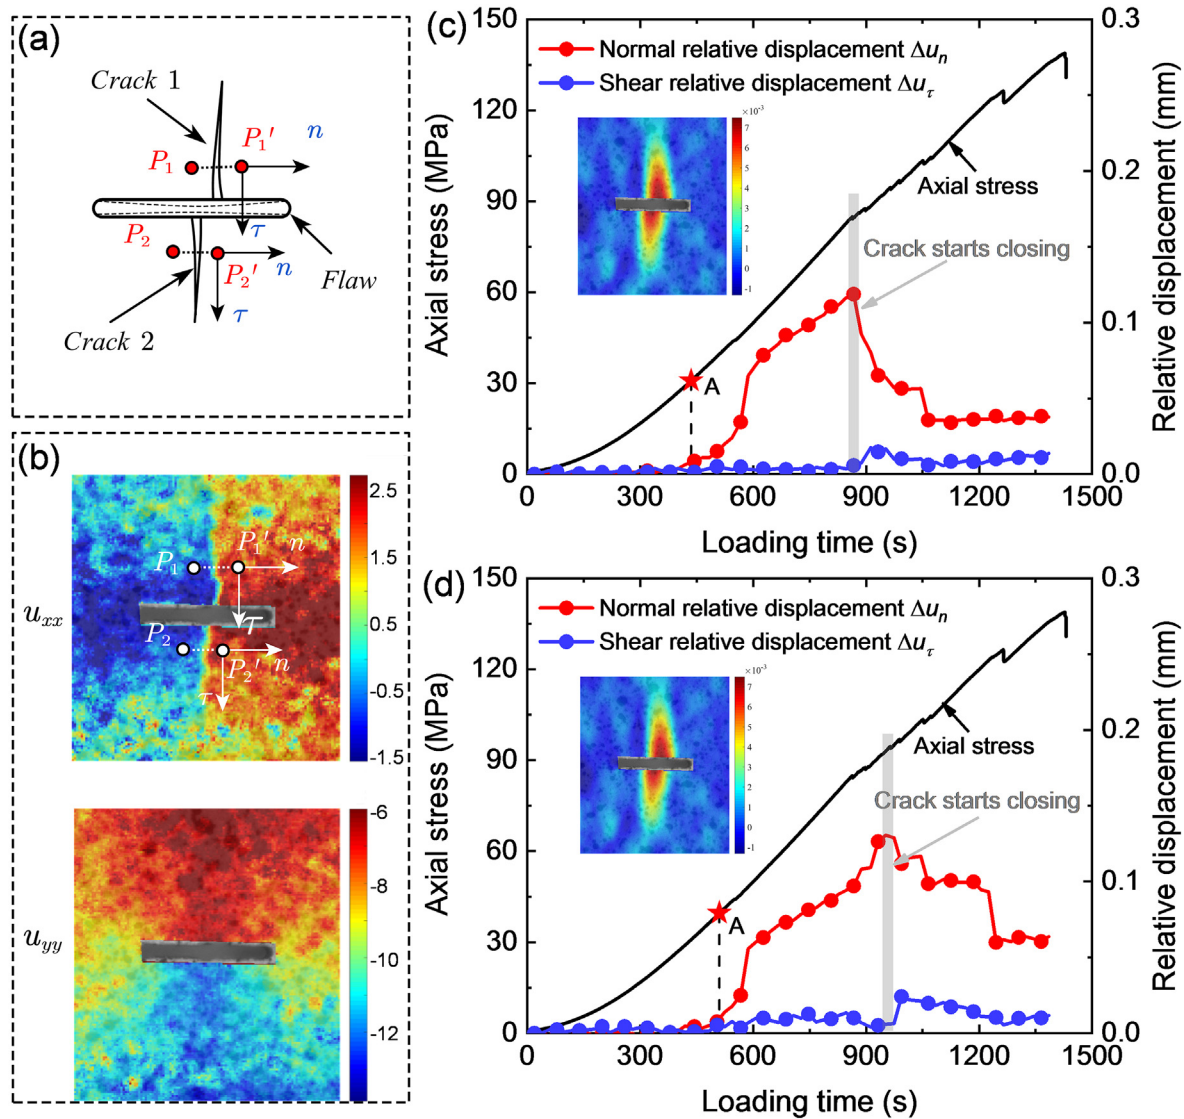 (a)
Crack 1
P₁
P₁′
n
τ
P₂
P₂′
n
τ
Flaw
Crack 2
(b)
uₓₓ
P₁
P₁′
n
τ
P₂
P₂′
n
τ
2.5
1.5
0.5
-0.5
-1.5
u_yy
-6
-8
-10
-12
(c)
Normal relative displacement Δuₙ
Shear relative displacement Δu_τ
×10⁻³
7
6
5
4
3
2
1
0
-1
Axial stress
Crack starts closing
A
150
120
90
60
30
0
Axial stress (MPa)
0.3
0.2
0.1
0.0
Relative displacement (mm)
0 300 600 900 1200 1500
Loading time (s)
(d)
Normal relative displacement Δuₙ
Shear relative displacement Δu_τ
×10⁻³
7
6
5
4
3
2
1
0
-1
Axial stress
Crack starts closing
A
150
120
90
60
30
0
Axial stress (MPa)
0.3
0.2
0.1
0.0
Relative displacement (mm)
0 300 600 900 1200 1500
Loading time (s)